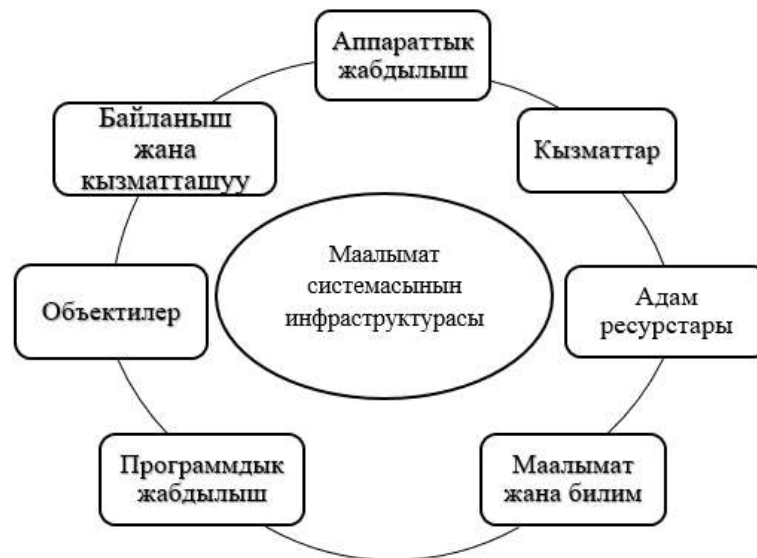 Аппараттык
жабдылыш
Байланыш
жана
кызматташуу
Кызматтар
Маалымат
системасынын
инфраструктурасы
Объектилер
Адам
ресурстары
Программдык
жабдылыш
Маалымат
жана билим